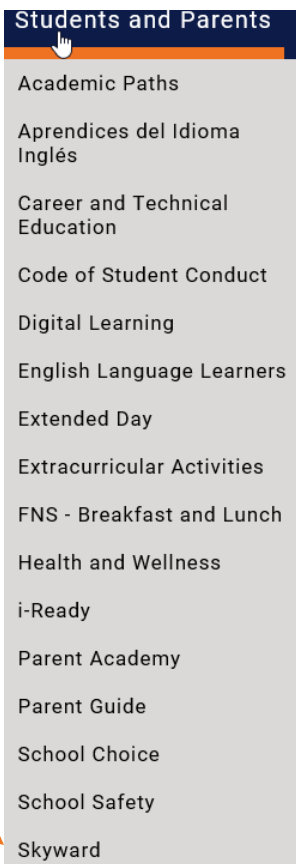 Students and Parents
Academic Paths
Aprendices del Idioma
Inglés
Career and Technical
Education
Code of Student Conduct
Digital Learning
English Language Learners
Extended Day
Extracurricular Activities
FNS - Breakfast and Lunch
Health and Wellness
i-Ready
Parent Academy
Parent Guide
School Choice
School Safety
Skyward